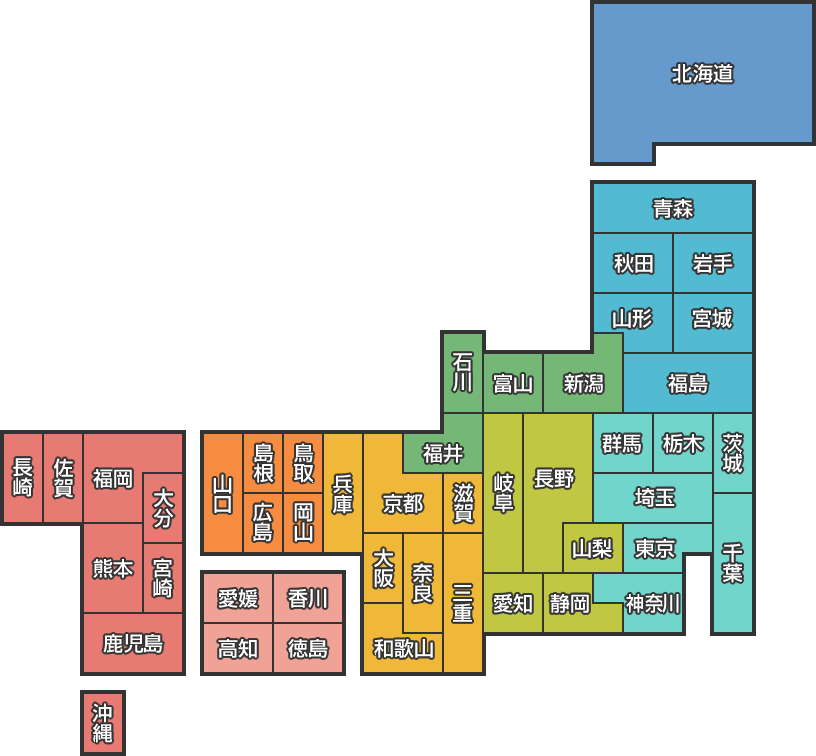 北海道
青森
秋田
岩手
山形
宮城
石川
富山
新潟
福島
長崎
佐賀
福岡
大分
熊本
宮崎
鹿児島
沖縄
山口
島根
鳥取
広島
岡山
兵庫
京都
福井
滋賀
岐阜
長野
群馬
栃木
茨城
埼玉
山梨
東京
千葉
大阪
奈良
三重
和歌山
愛知
静岡
神奈川
愛媛
香川
高知
徳島